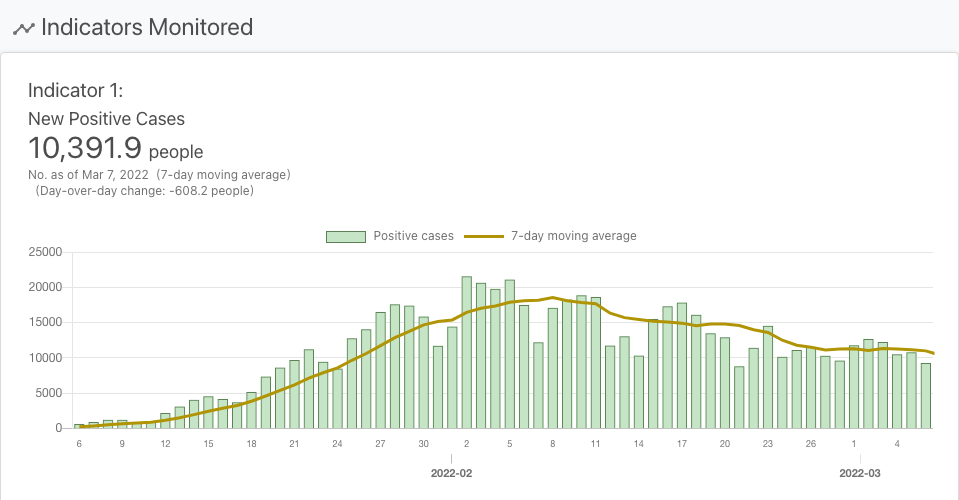 Indicators Monitored
Indicator 1:
New Positive Cases
10,391.9 people
No. as of Mar 7, 2022 (7-day moving average)
(Day-over-day change: -608.2 people)
Positive cases 7-day moving average
25000
20000
15000
10000
5000
0
6 9 12 15 18 21 24 27 30 2 5 8 11 14 17 20 23 26 1 4
2022-02 2022-03